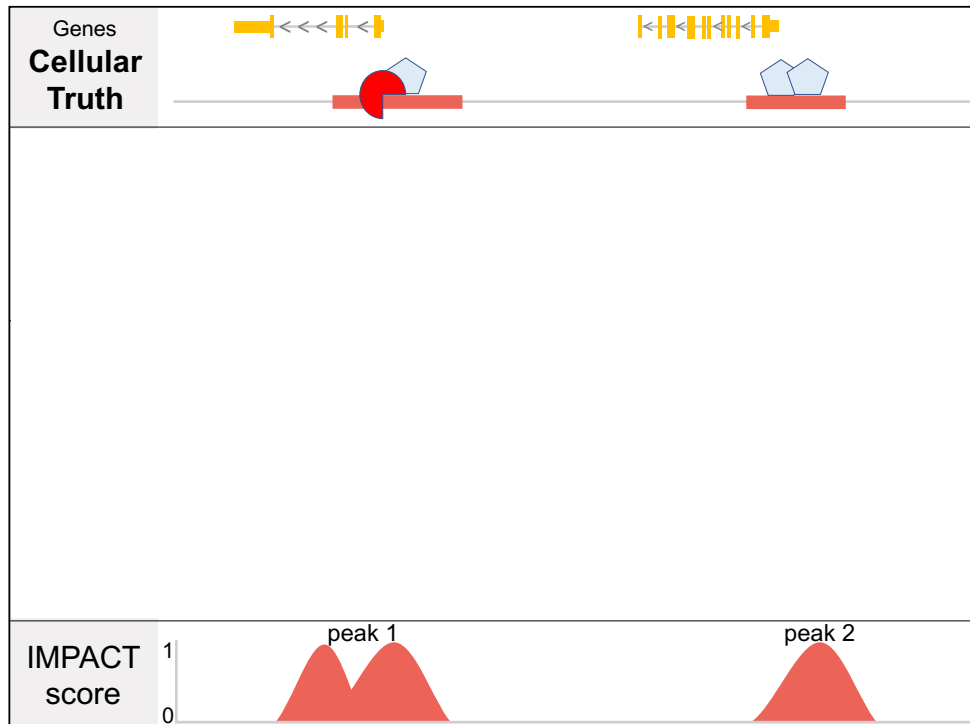 Genes
Cellular
Truth
peak 1
peak 2
IMPACT
score
1
0